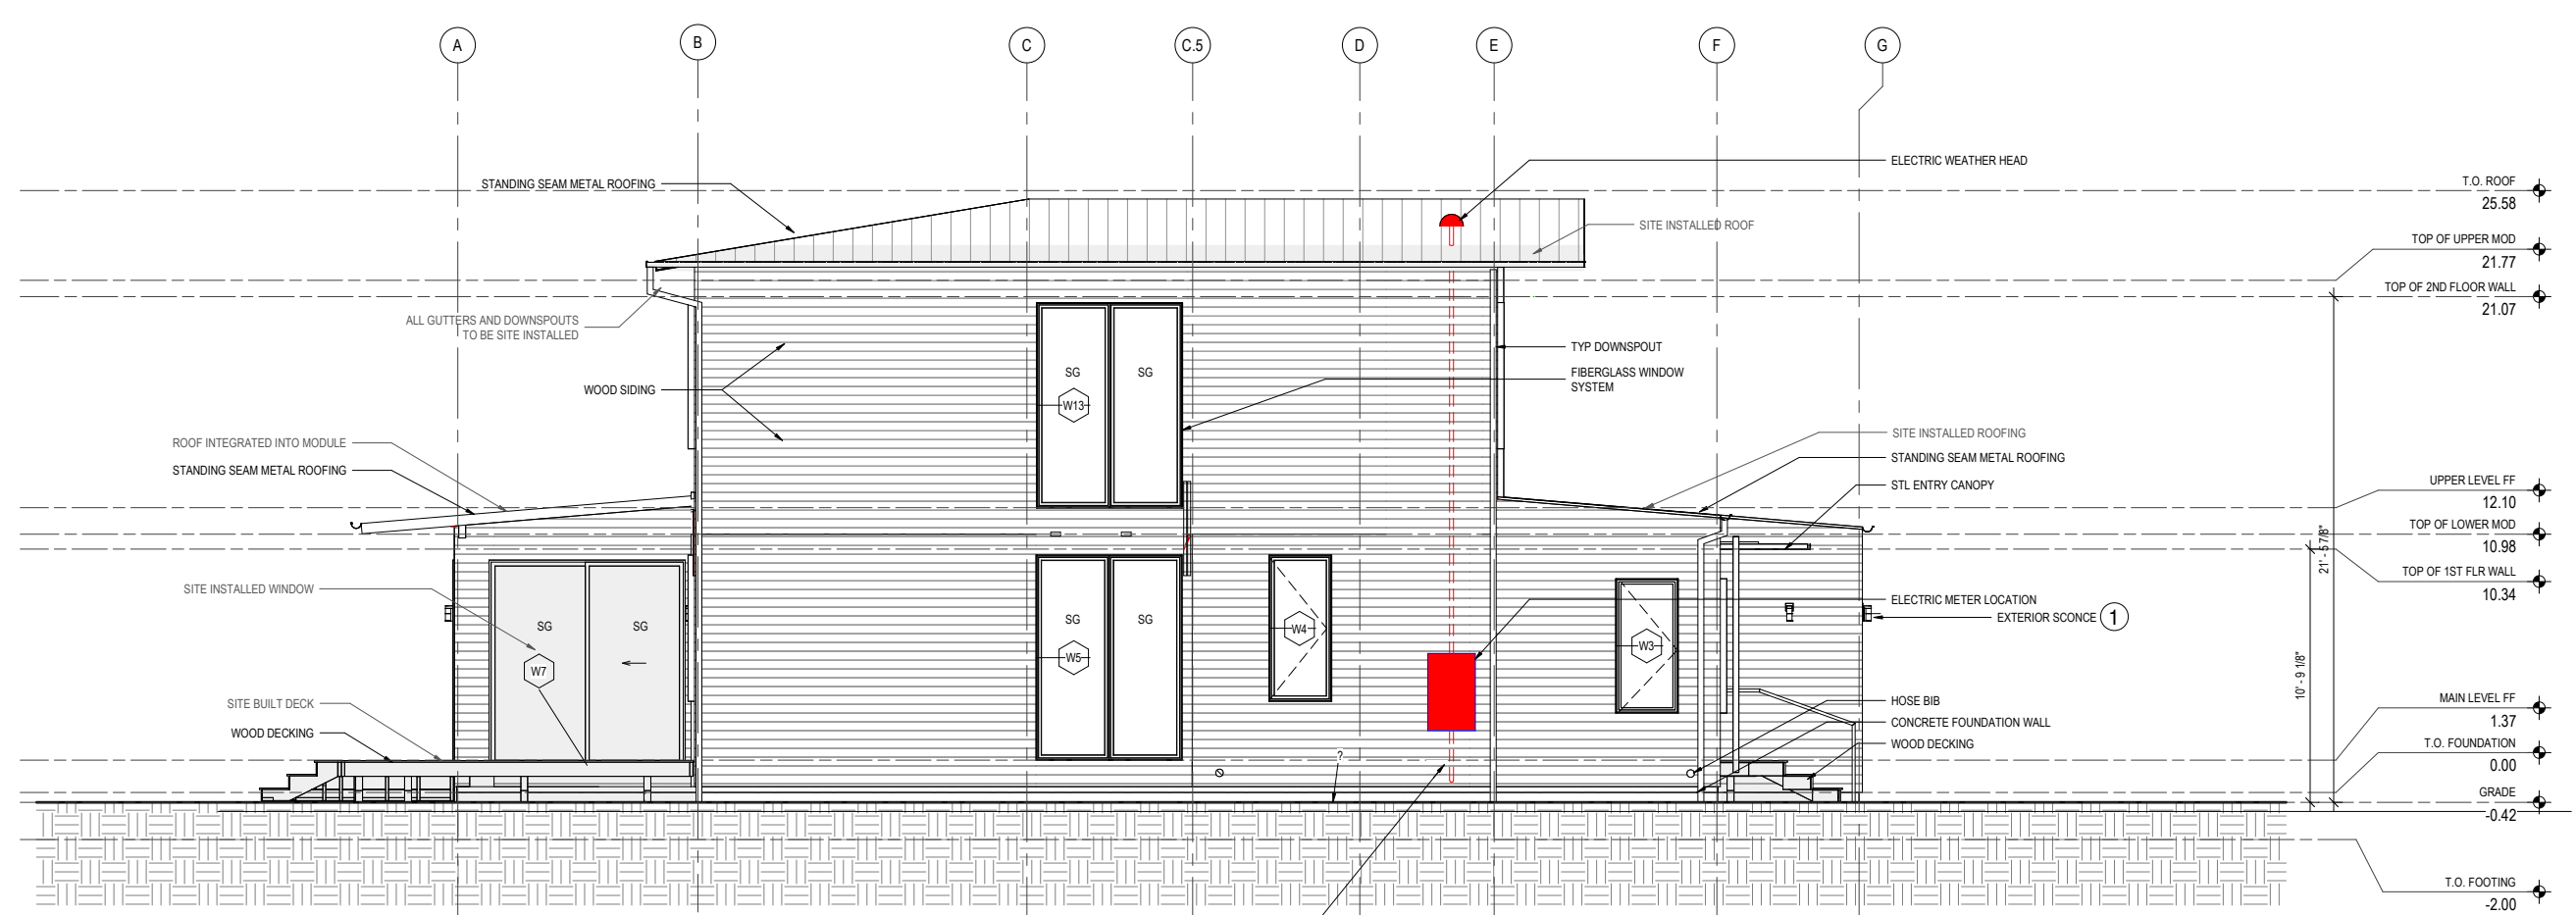 A
B
C
C.5
D
E
F
G
ELECTRIC WEATHER HEAD
STANDING SEAM METAL ROOFING
T.O. ROOF
25.58
SITE INSTALLED ROOF
TOP OF UPPER MOD
21.77
TOP OF 2ND FLOOR WALL
21.07
ALL GUTTERS AND DOWNSPOUTS
TO BE SITE INSTALLED
TYP DOWNSPOUT
FIBERGLASS WINDOW
SYSTEM
SG
SG
W13
WOOD SIDING
ROOF INTEGRATED INTO MODULE
STANDING SEAM METAL ROOFING
SITE INSTALLED ROOFING
STANDING SEAM METAL ROOFING
STL ENTRY CANOPY
UPPER LEVEL FF
12.10
TOP OF LOWER MOD
10.98
21' - 5 7/8"
TOP OF 1ST FLR WALL
10.34
SITE INSTALLED WINDOW
ELECTRIC METER LOCATION
EXTERIOR SCONCE
1
SG
SG
W7
SG
SG
W5
W4
W3
10' - 9 1/8"
SITE BUILT DECK
WOOD DECKING
HOSE BIB
CONCRETE FOUNDATION WALL
WOOD DECKING
MAIN LEVEL FF
1.37
T.O. FOUNDATION
0.00
?
GRADE
-0.42
T.O. FOOTING
-2.00